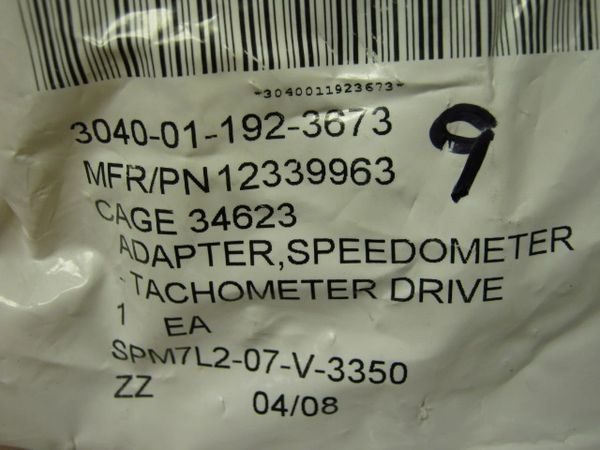 *3040011923673*
3040-01-192-3673
9
MFR/PN 12339963
CAGE 34623
ADAPTER,SPEEDOMETER
-TACHOMETER DRIVE
1 EA
SPM7L2-07-V-3350
ZZ 04/08